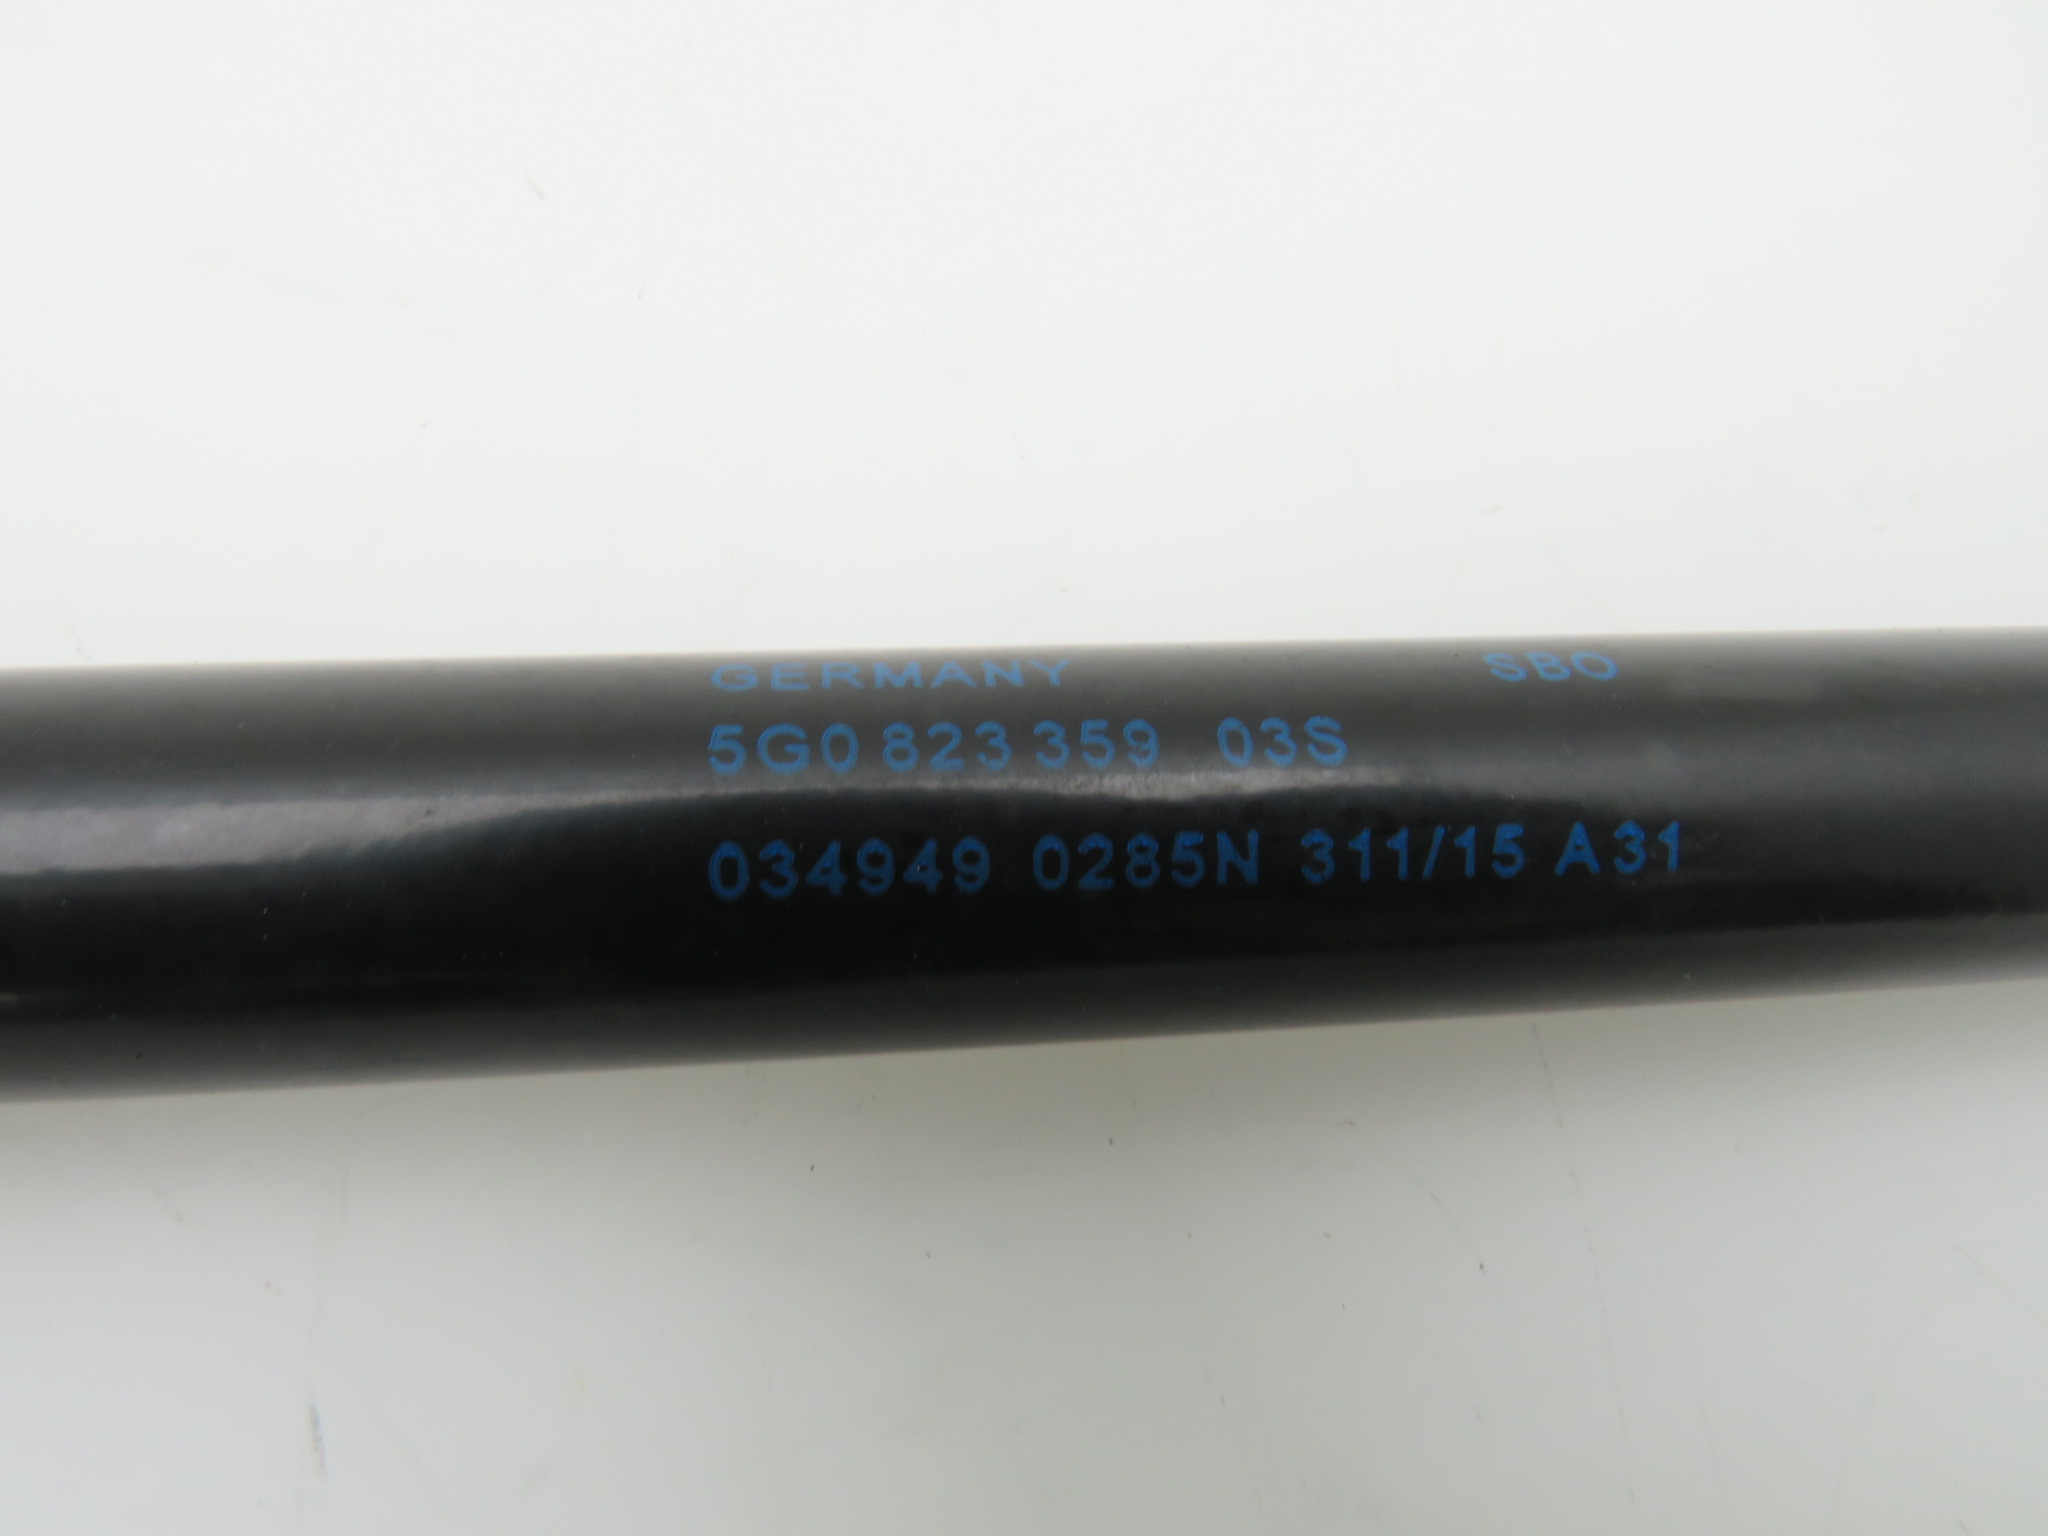 GERMANY SBO
5G0 823 359 03S
034949 0285N 311/15 A31